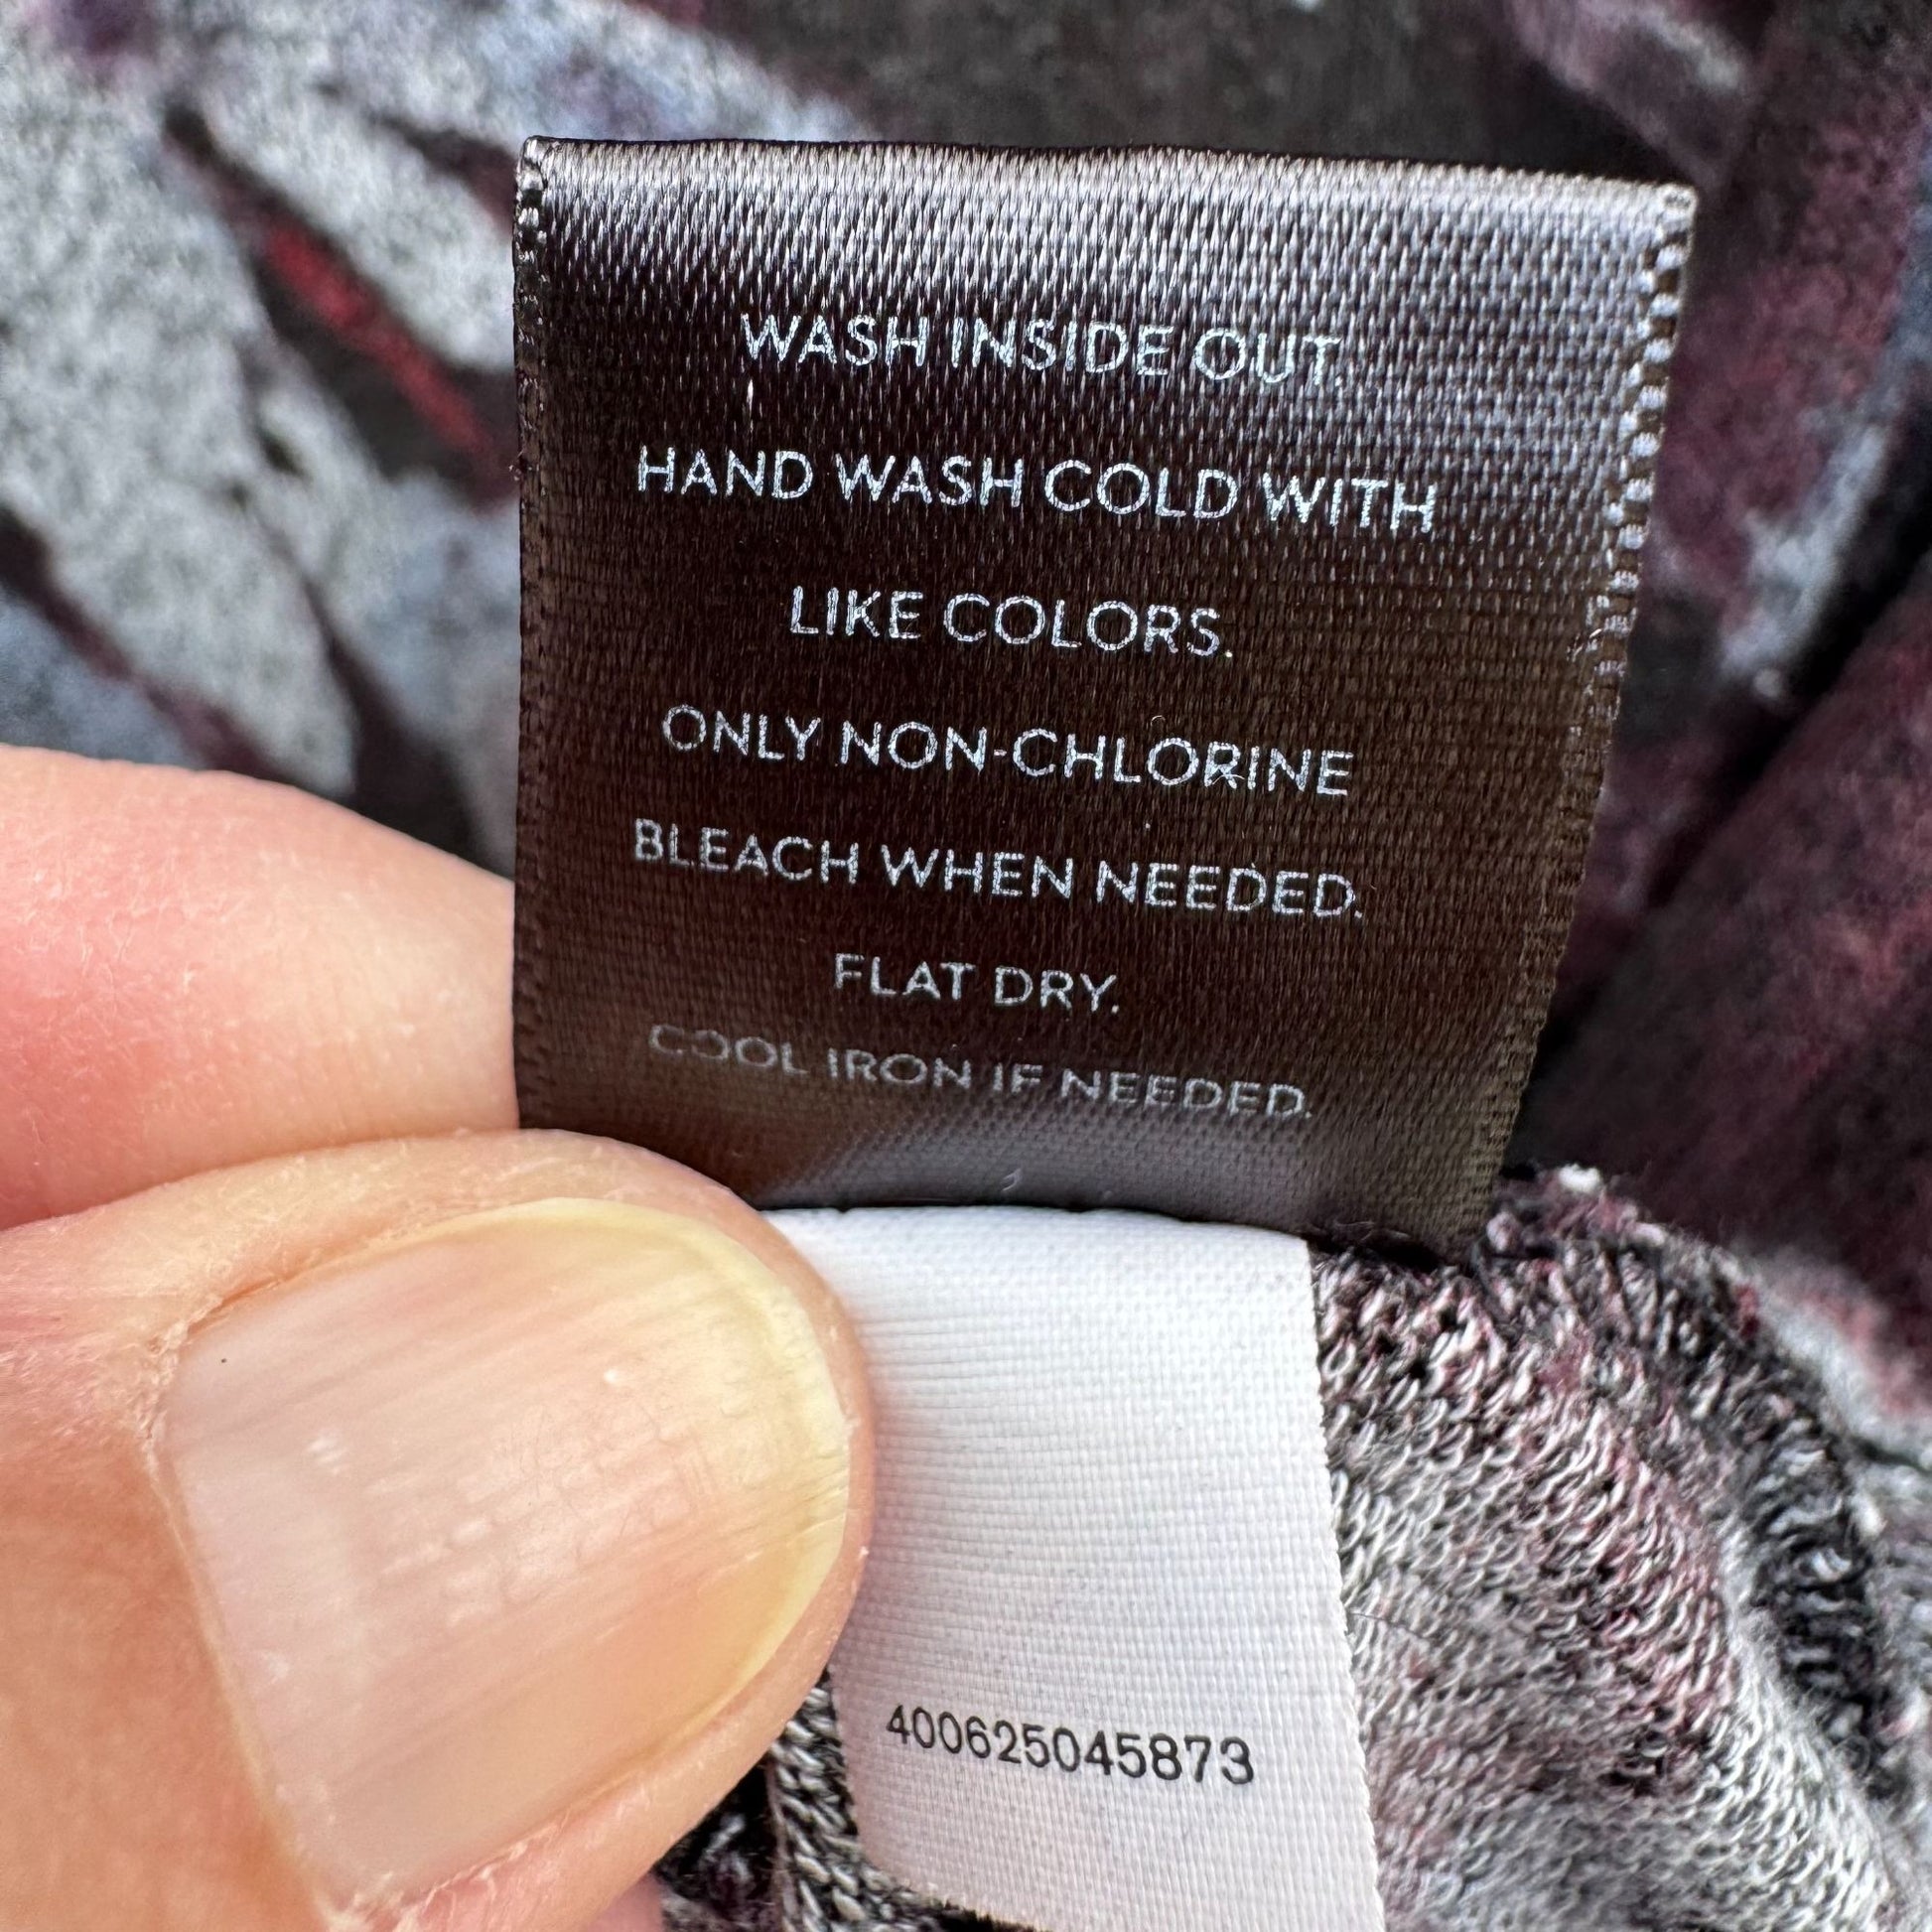 WASH INSIDE OUT.
HAND WASH COLD WITH
LIKE COLORS.
ONLY NON-CHLORINE
BLEACH WHEN NEEDED.
FLAT DRY.
COOL IRON IF NEEDED.
400625045873